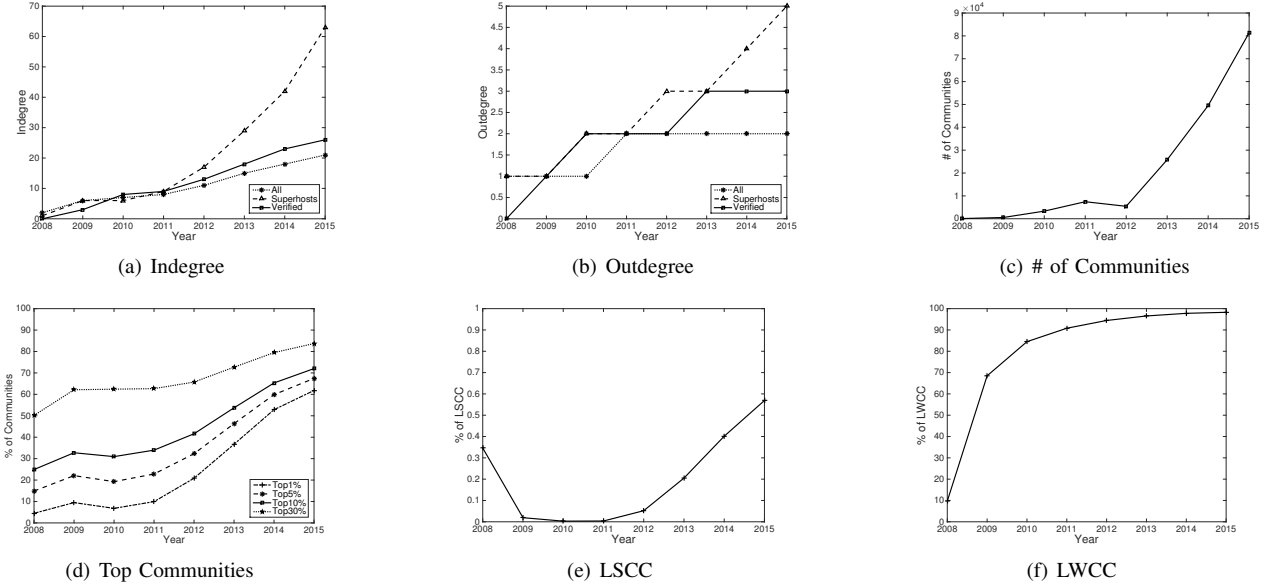 70
60
50
40
30
20
10
0
Indegree
2008 2009 2010 2011 2012 2013 2014 2015
Year
All
Superhosts
Verified
(a) Indegree
5
4.5
4
3.5
3
2.5
2
1.5
1
0.5
0
Outdegree
2008 2009 2010 2011 2012 2013 2014 2015
Year
All
Superhosts
Verified
(b) Outdegree
×10⁴
9
8
7
6
5
4
3
2
1
0
# of Communities
2008 2009 2010 2011 2012 2013 2014 2015
Year
(c) # of Communities
100
90
80
70
60
50
40
30
20
10
0
% of Communities
2008 2009 2010 2011 2012 2013 2014 2015
Year
Top1%
Top5%
Top10%
Top30%
(d) Top Communities
1
0.9
0.8
0.7
0.6
0.5
0.4
0.3
0.2
0.1
0
% of LSCC
2008 2009 2010 2011 2012 2013 2014 2015
Year
(e) LSCC
100
90
80
70
60
50
40
30
20
10
0
% of LWCC
2008 2009 2010 2011 2012 2013 2014 2015
Year
(f) LWCC